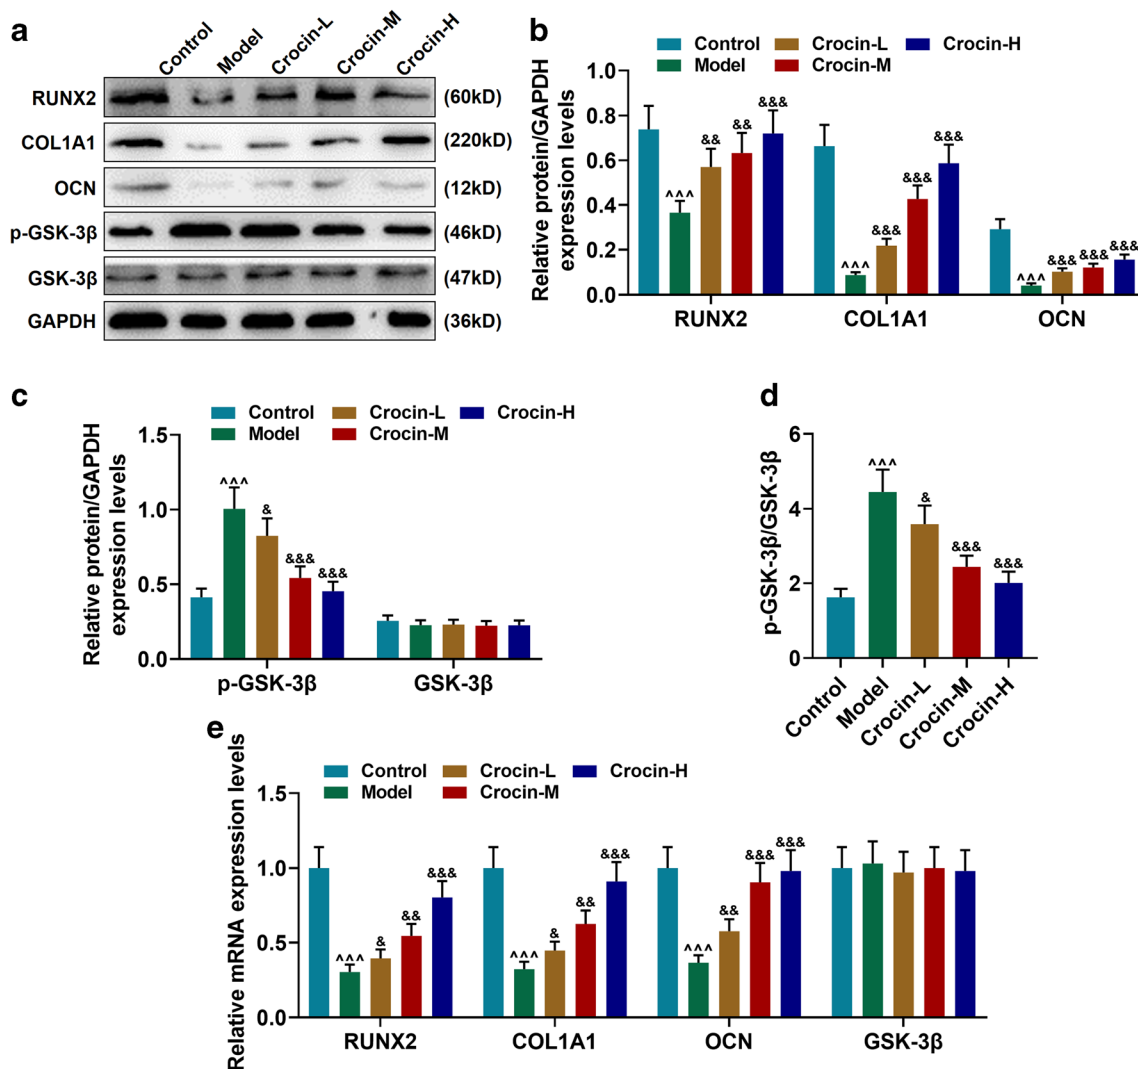 a
Control
Model
Crocin-L
Crocin-M
Crocin-H
RUNX2 (60kD)
COL1A1 (220kD)
OCN (12kD)
p-GSK-3β (46kD)
GSK-3β (47kD)
GAPDH (36kD)
b
Control Crocin-L Crocin-H
Model Crocin-M
Relative protein/GAPDH
expression levels
1.0
0.8
0.6
0.4
0.2
0.0
^^^ && && &&&
^^^ &&& &&& &&&
^^^ &&& &&& &&&
RUNX2 COL1A1 OCN
c
Control Crocin-L Crocin-H
Model Crocin-M
Relative protein/GAPDH
expression levels
1.5
1.0
0.5
0.0
^^^ & &&& &&&
p-GSK-3β GSK-3β
d
p-GSK-3β/GSK-3β
6
4
2
0
^^^ & &&& &&&
Control
Model
Crocin-L
Crocin-M
Crocin-H
e
Control Crocin-L Crocin-H
Model Crocin-M
Relative mRNA expression levels
1.5
1.0
0.5
0.0
^^^ & && &&&
^^^ & && &&&
^^^ && &&& &&&
RUNX2 COL1A1 OCN GSK-3β